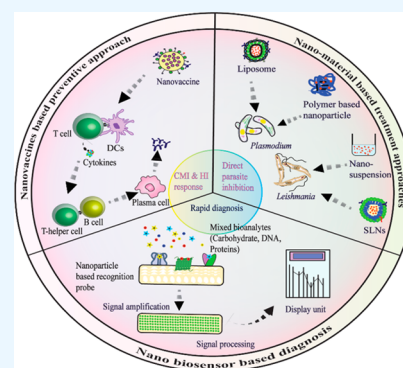 Nanovaccines based preventive approach
Nano-material based treatment approaches
Nano biosensor based diagnosis
Nanovaccine
T cell
DCs
Cytokines
T-helper cell
B cell
Plasma cell
Liposome
Polymer based
nanoparticle
Plasmodium
Nano-
suspension
Leishmania
SLNs
CMI & HI
response
Direct
parasite
inhibition
Rapid diagnosis
Mixed bioanalytes
(Carbohydrate, DNA,
Proteins)
Nanoparticle
based recognition
probe
Signal amplification
Signal processing
Display unit